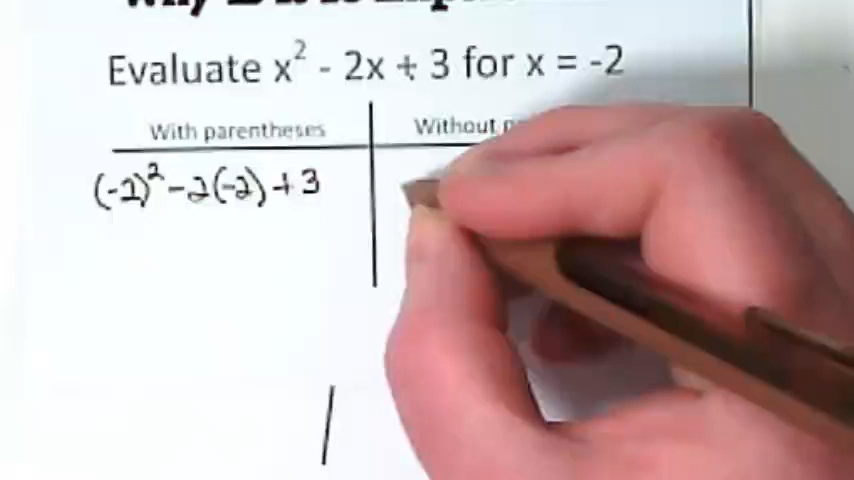 Evaluate x² - 2x + 3 for x = -2
With parentheses
Without
(-2)² - 2(-2) + 3